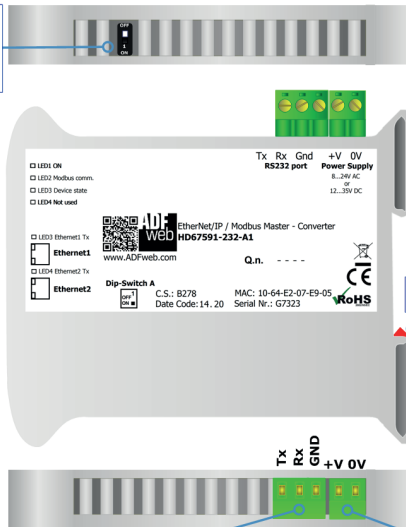 OFF
1
ON
Tx Rx Gnd +V 0V
RS232 port Power Supply
8...24V AC
or
12...35V DC
LED1 ON
LED2 Modbus comm.
LED3 Device state
LED4 Not used
ADF
web
EtherNet/IP / Modbus Master - Converter
HD67591-232-A1
www.ADFweb.com
LED3 Ethernet1 Tx
Ethernet1
LED4 Ethernet2 Tx
Ethernet2
Q.n. - - - -
Dip-Switch A
OFF 1
ON
C.S.: B278
Date Code: 14. 20
MAC: 10-64-E2-07-E9-05
Serial Nr.: G7323
CE
RoHS
Tx
Rx
GND
+V 0V